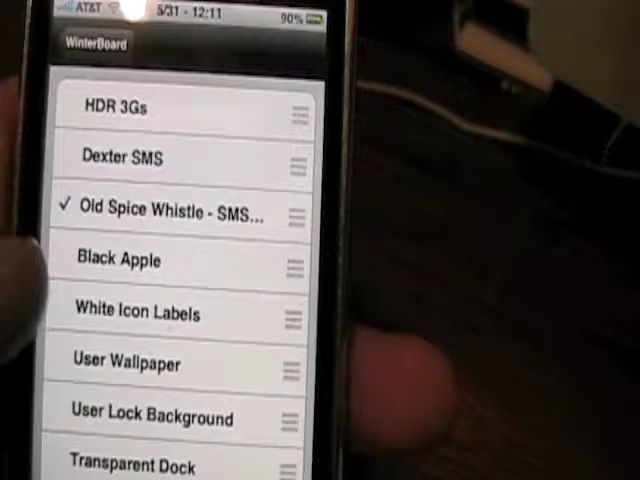 AT&T 5/31 - 12:11 90%
WinterBoard
HDR 3Gs
Dexter SMS
✓ Old Spice Whistle - SMS...
Black Apple
White Icon Labels
User Wallpaper
User Lock Background
Transparent Dock